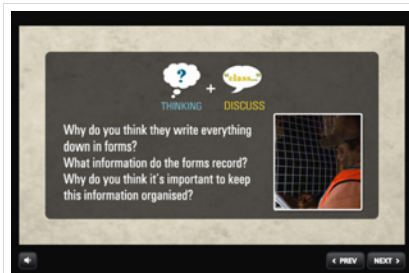 ?
"class..."
+
THINKING
DISCUSS
Why do you think they write everything
down in forms?
What information do the forms record?
Why do you think it's important to keep
this information organised?
‹ PREV
NEXT ›